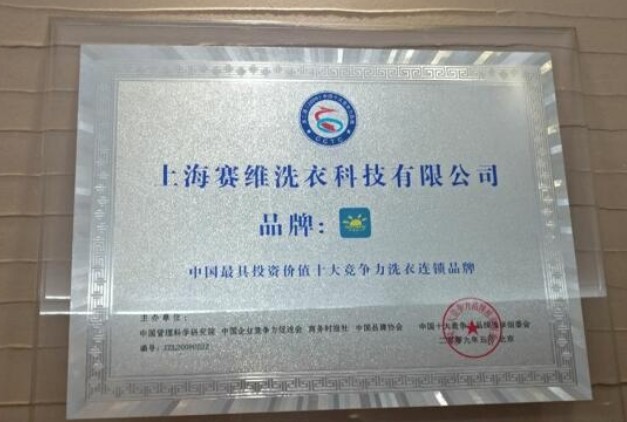 上海赛维洗衣科技有限公司
品牌:
中国最具投资价值十大竞争力洗衣连锁品牌
主办单位:
中国管理科学研究院 中国企业竞争力促进会 商务时报社 中国品牌协会
编号: